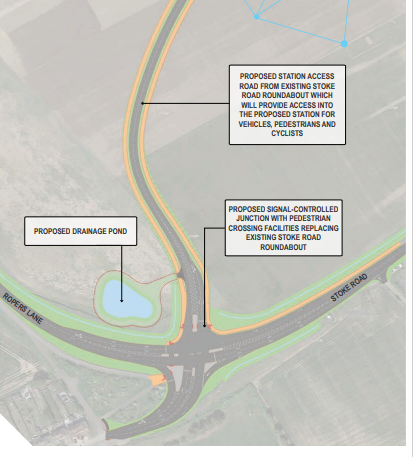 PROPOSED STATION ACCESS
ROAD FROM EXISTING STOKE
ROAD ROUNDABOUT WHICH
WILL PROVIDE ACCESS INTO
THE PROPOSED STATION FOR
VEHICLES, PEDESTRIANS AND
CYCLISTS
PROPOSED SIGNAL-CONTROLLED
JUNCTION WITH PEDESTRIAN
CROSSING FACILITIES REPLACING
EXISTING STOKE ROAD
ROUNDABOUT
PROPOSED DRAINAGE POND
ROPERS LANE
STOKE ROAD